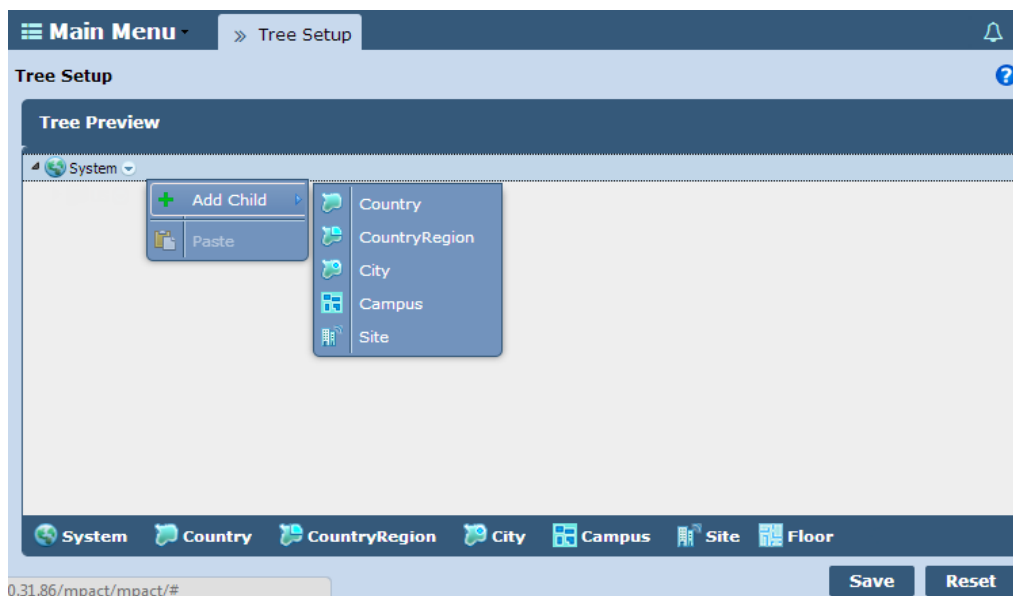 Main Menu
» Tree Setup
Tree Setup
?
Tree Preview
System
Add Child
Paste
Country
CountryRegion
City
Campus
Site
System Country CountryRegion City Campus Site Floor
Save Reset
0.31.86/mpact/mpact/#